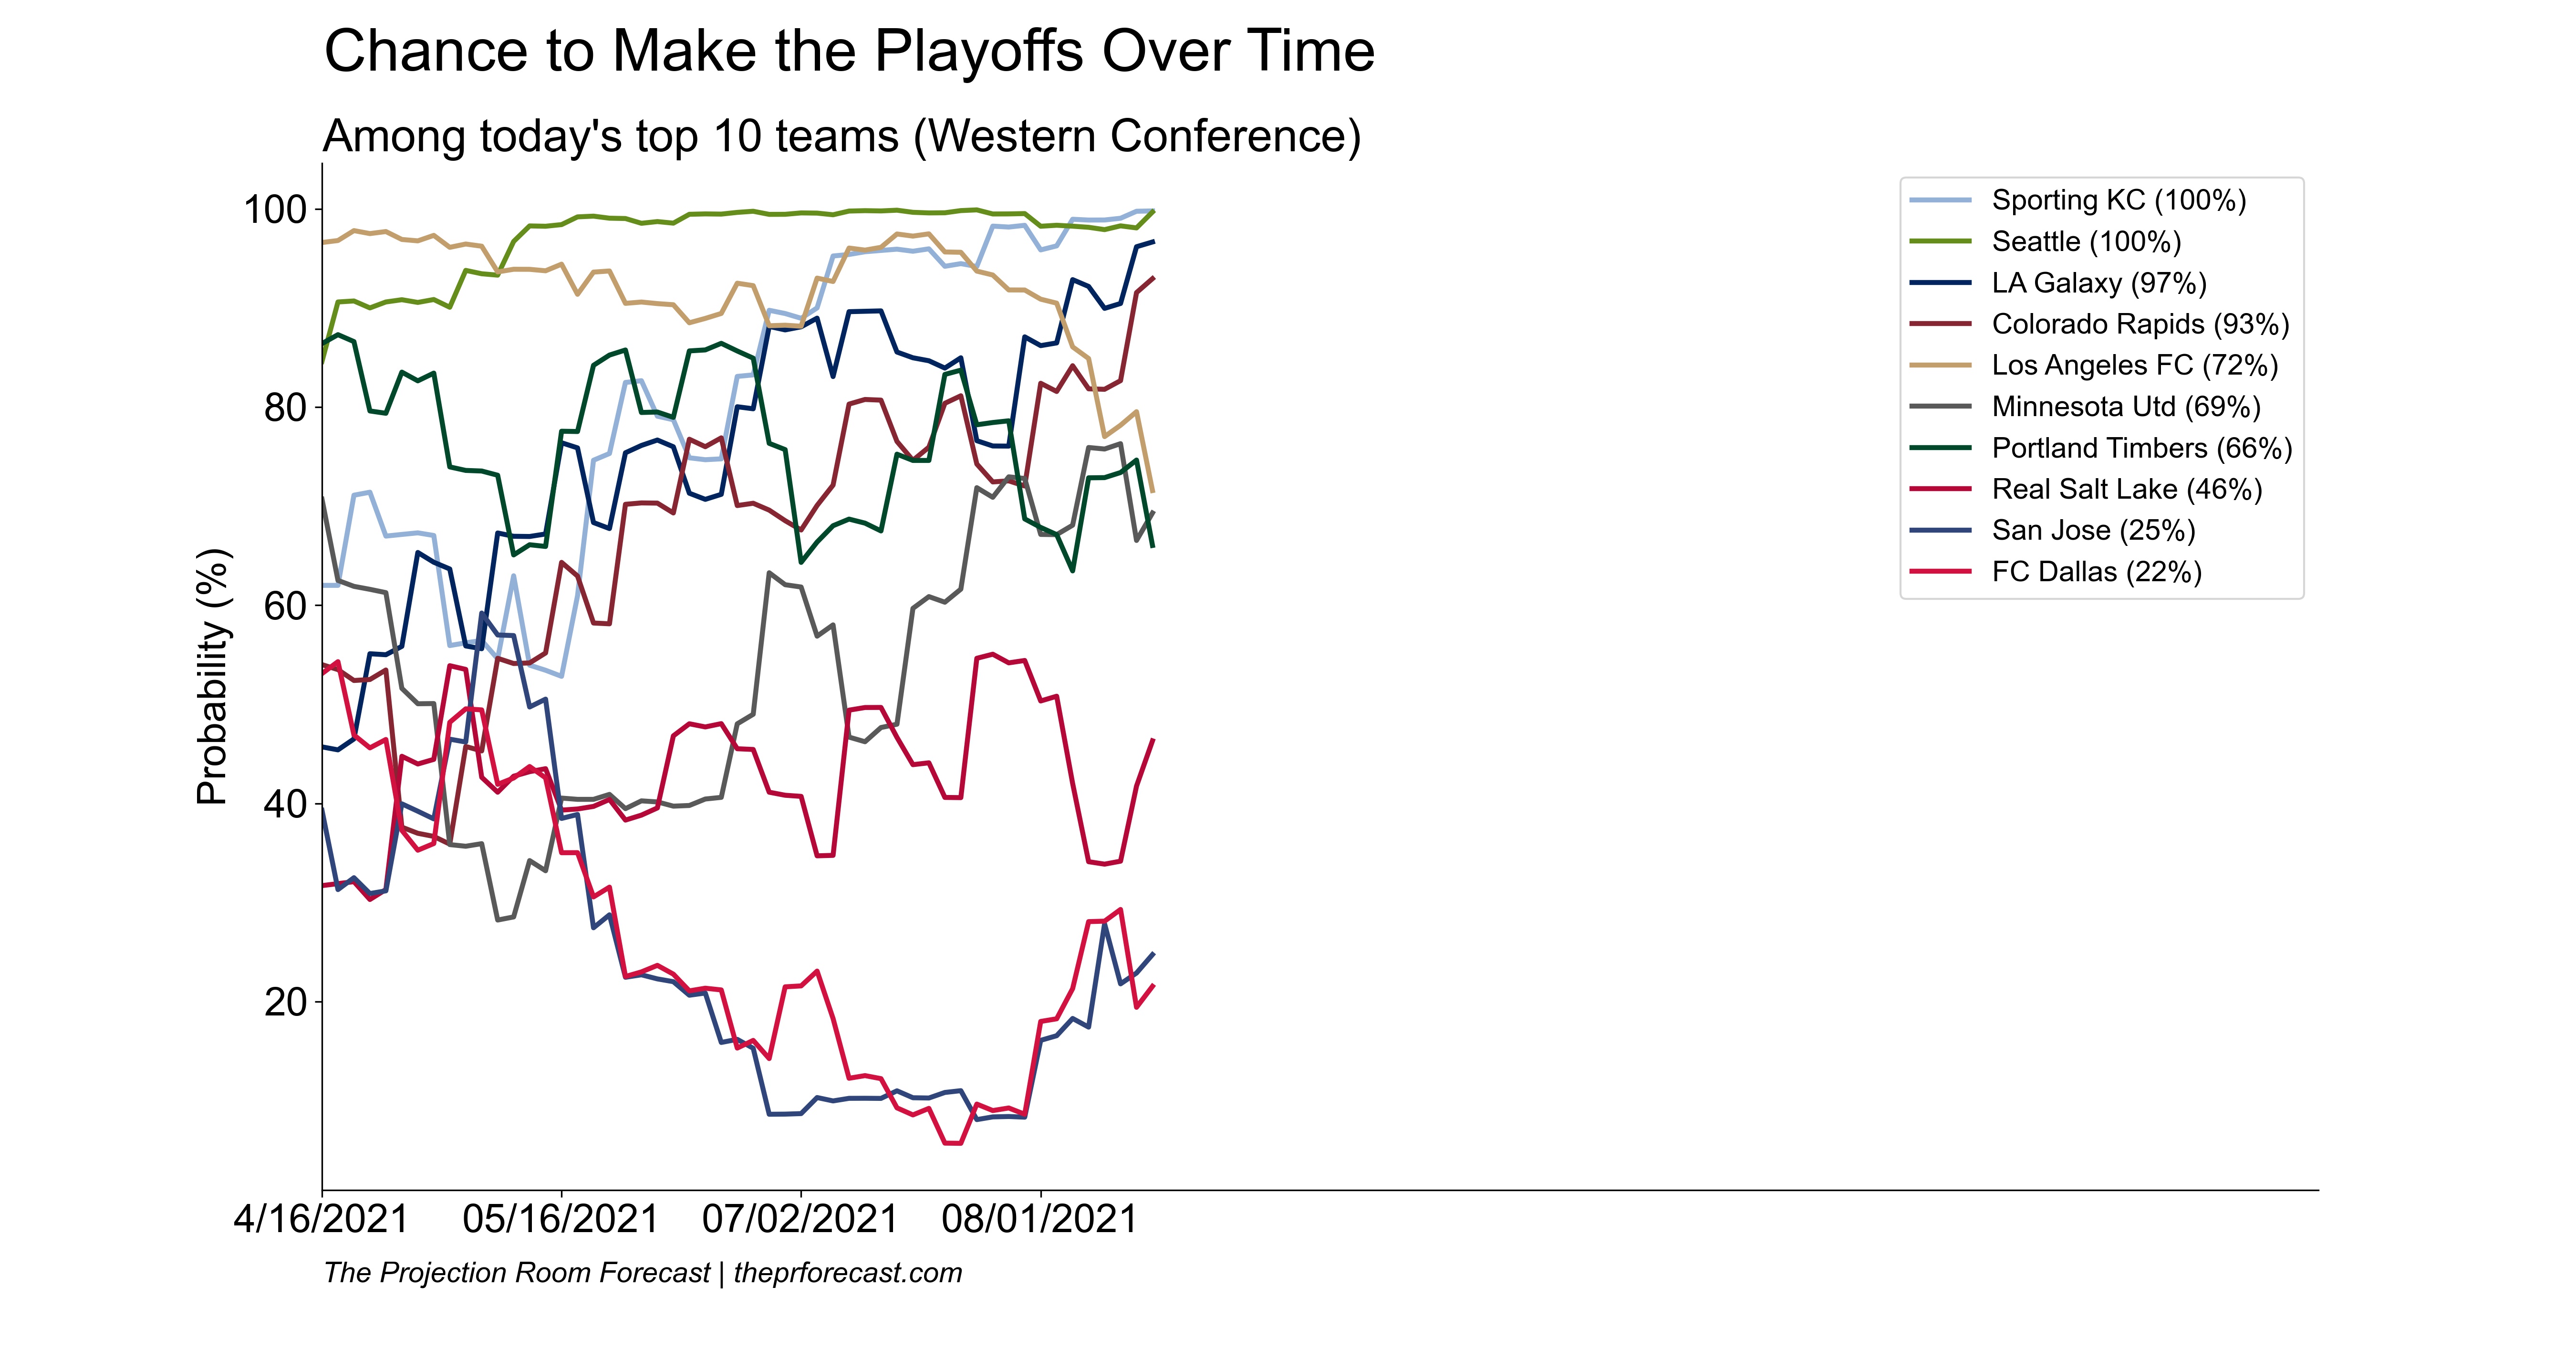 Chance to Make the Playoffs Over Time
Among today's top 10 teams (Western Conference)
100
80
60
40
20
Probability (%)
Sporting KC (100%)
Seattle (100%)
LA Galaxy (97%)
Colorado Rapids (93%)
Los Angeles FC (72%)
Minnesota Utd (69%)
Portland Timbers (66%)
Real Salt Lake (46%)
San Jose (25%)
FC Dallas (22%)
4/16/2021 05/16/2021 07/02/2021 08/01/2021
The Projection Room Forecast | theprforecast.com